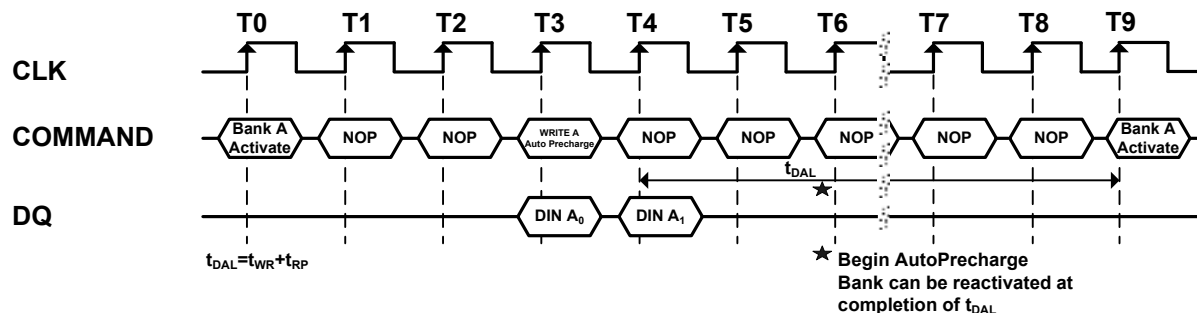 T0 T1 T2 T3 T4 T5 T6 T7 T8 T9
CLK
COMMAND
Bank A
Activate
NOP
NOP
WRITE A
Auto Precharge
NOP
NOP
NOP
NOP
NOP
Bank A
Activate
tDAL
DQ
DIN A0
DIN A1
tDAL=tWR+tRP
Begin AutoPrecharge
Bank can be reactivated at
completion of tDAL